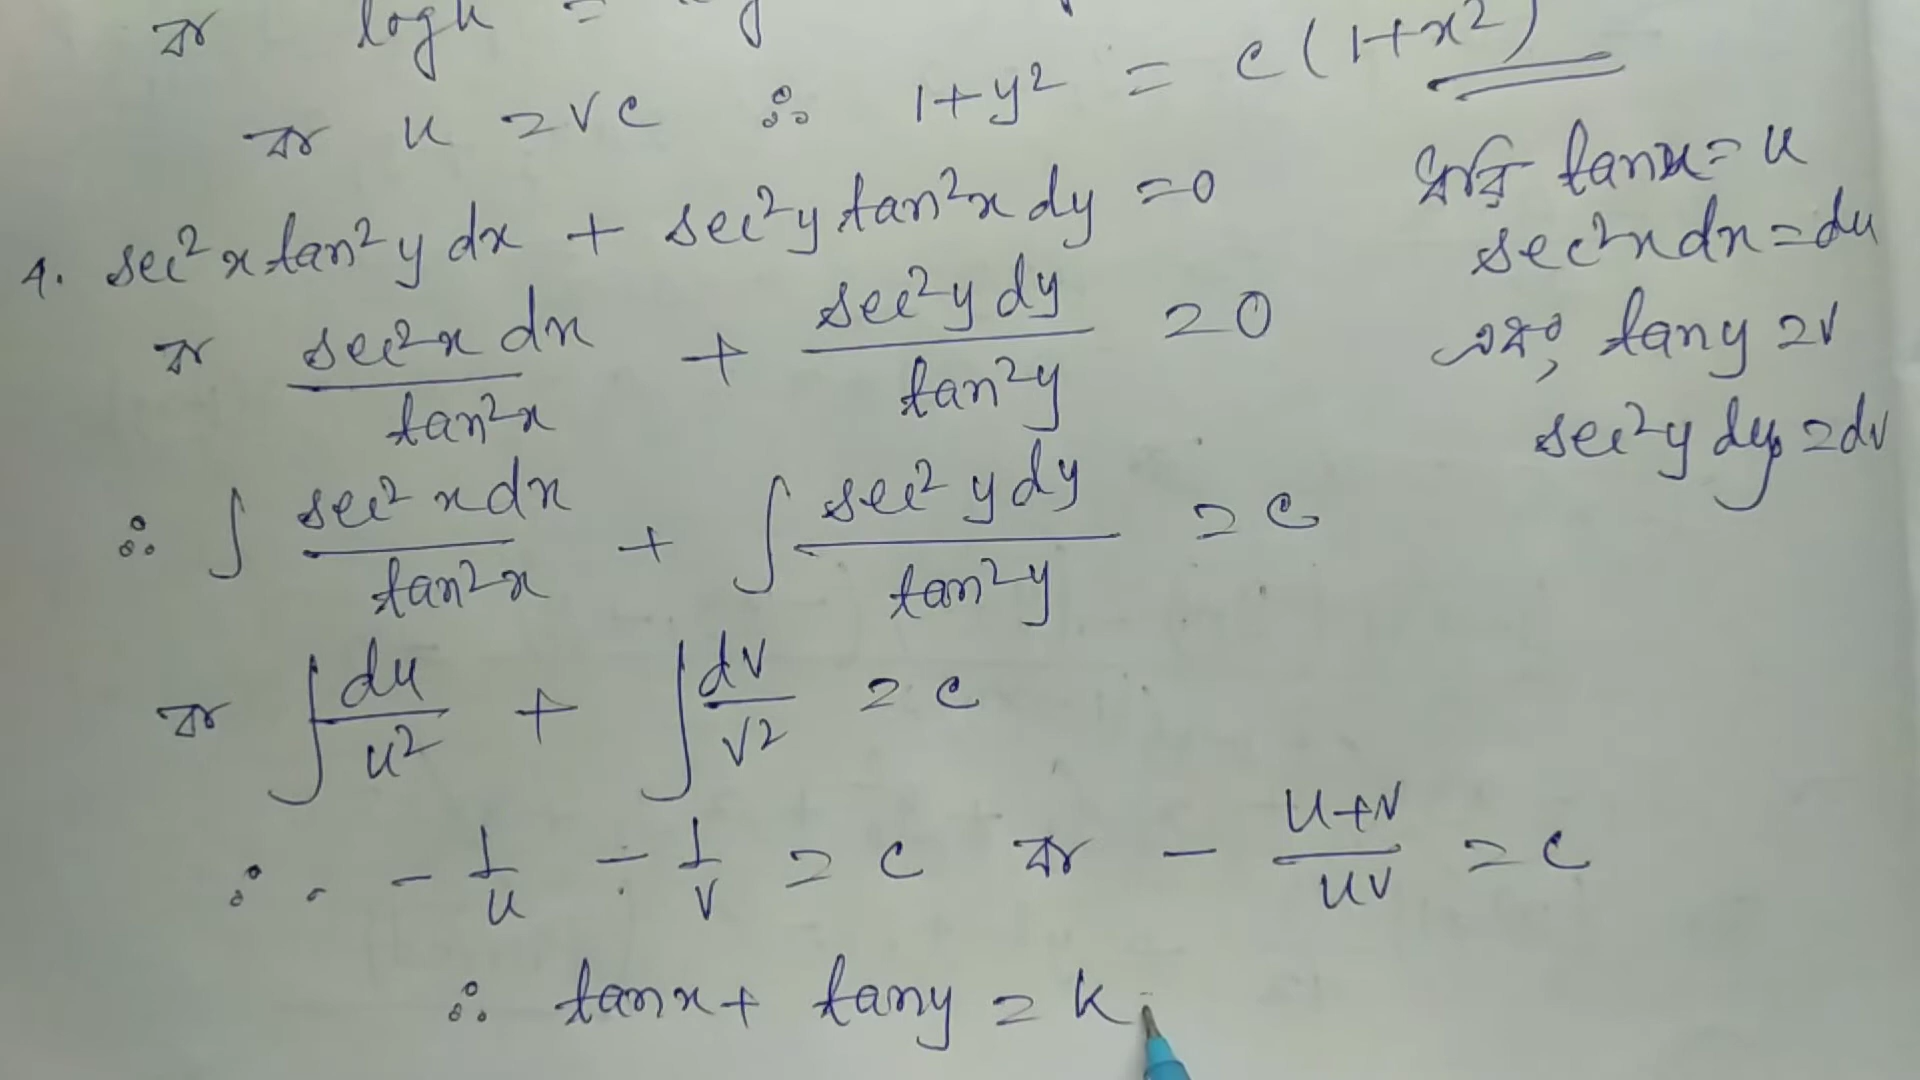 বা
বা u = vc ∴ 1+y² = c(1+x²)
4. sec²x tan²y dx + sec²y tan²x dy = 0
বা sec²x dx / tan²x + sec²y dy / tan²y = 0
∴ ∫ sec²x dx / tan²x + ∫ sec²y dy / tan²y = c
বা ∫ du / u² + ∫ dv / v² = c
∴ - 1/u - 1/v = c বা - u+v / uv = c
∴ tanx + tany = k
ধরি tanx = u
sec²x dx = du
এবং, tany = v
sec²y dy = dv